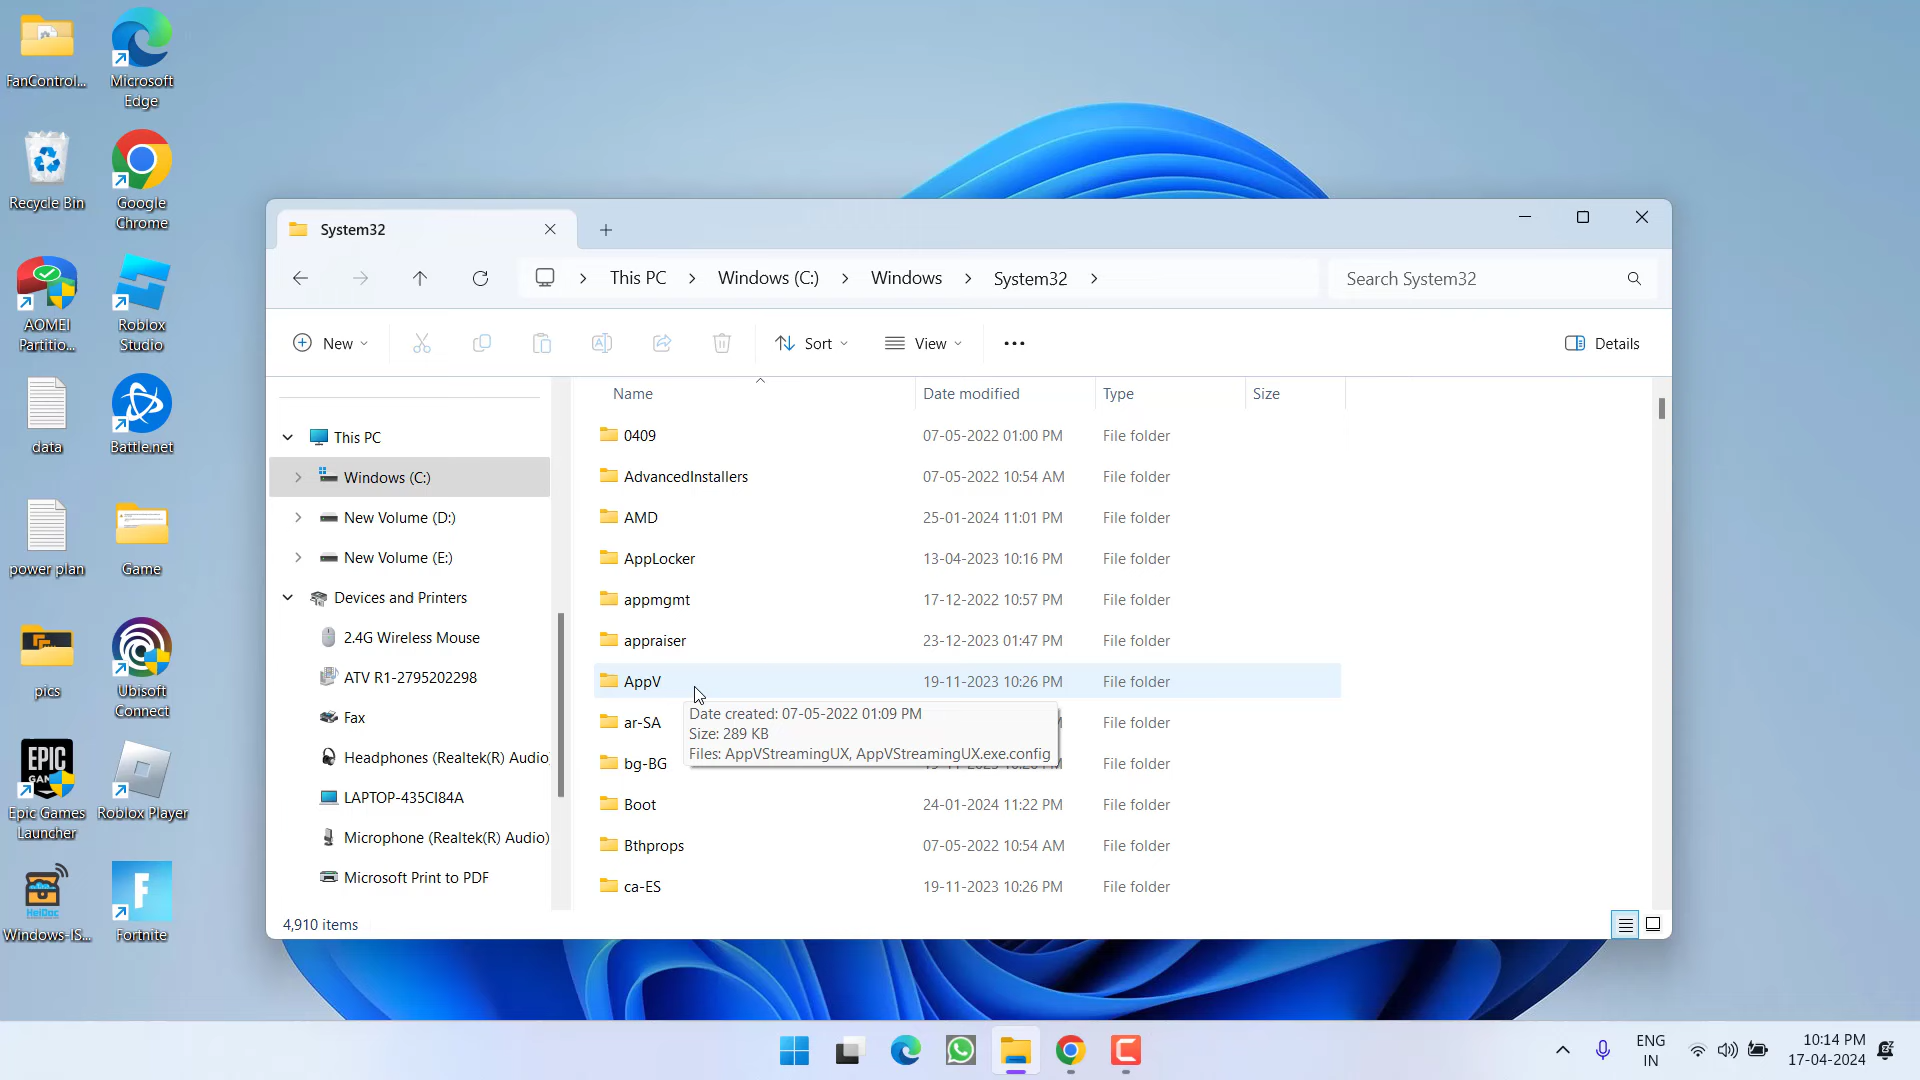 FanControl...
Microsoft
Edge
Recycle Bin
Google
Chrome
AOMEI
Partitio...
Roblox
Studio
data
Battle.net
power plan
Game
pics
Ubisoft
Connect
EPIC
GAMES
Epic Games
Launcher
Roblox Player
HeiDoc
Windows-IS...
F
Fortnite
System32
This PC
Windows (C:)
Windows
System32
Search System32
New
Sort
View
Details
This PC
Windows (C:)
New Volume (D:)
New Volume (E:)
Devices and Printers
2.4G Wireless Mouse
ATV R1-2795202298
Fax
Headphones (Realtek(R) Audio)
LAPTOP-435CI84A
Microphone (Realtek(R) Audio)
Microsoft Print to PDF
Name Date modified Type Size
0409 07-05-2022 01:00 PM File folder
AdvancedInstallers 07-05-2022 10:54 AM File folder
AMD 25-01-2024 11:01 PM File folder
AppLocker 13-04-2023 10:16 PM File folder
appmgmt 17-12-2022 10:57 PM File folder
appraiser 23-12-2023 01:47 PM File folder
AppV 19-11-2023 10:26 PM File folder
ar-SA File folder
bg-BG File folder
Date created: 07-05-2022 01:09 PM
Size: 289 KB
Files: AppVStreamingUX, AppVStreamingUX.exe.config
Boot 24-01-2024 11:22 PM File folder
Bthprops 07-05-2022 10:54 AM File folder
ca-ES 19-11-2023 10:26 PM File folder
4,910 items
ENG
IN
10:14 PM
17-04-2024